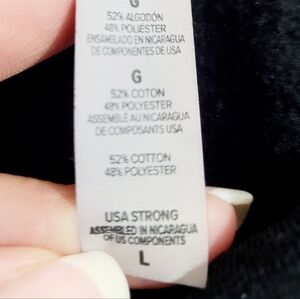 G
52% ALGODÓN
48% POLIÉSTER
ENSAMBLADO EN NICARAGUA
DE COMPONENTES DE USA
G
52% COTON
48% POLYESTER
ASSEMBLÉ AU NICARAGUA
DE COMPOSANTS USA
52% COTTON
48% POLYESTER
USA STRONG
ASSEMBLED IN NICARAGUA
OF US COMPONENTS
L